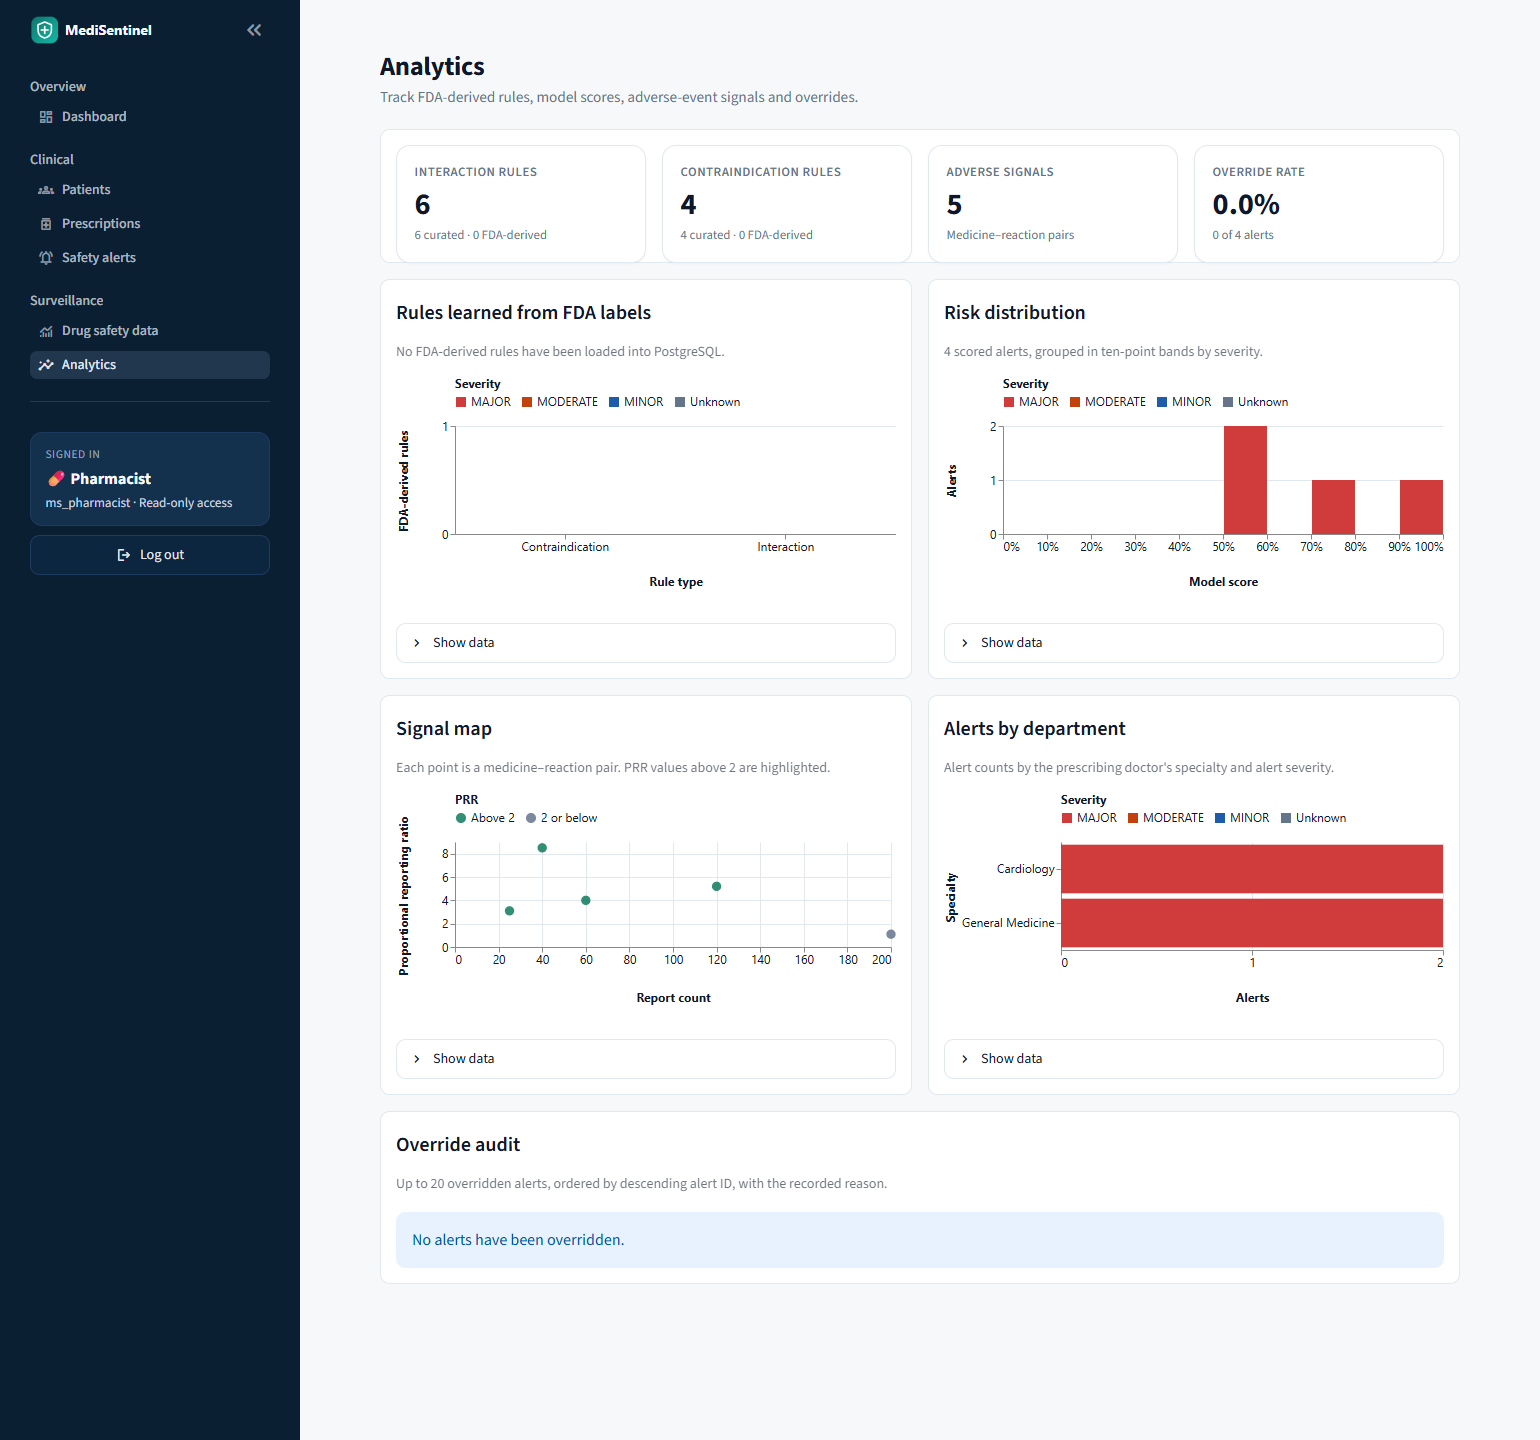 MediSentinel
Overview
Dashboard
Clinical
Patients
Prescriptions
Safety alerts
Surveillance
Drug safety data
Analytics
SIGNED IN
Pharmacist
ms_pharmacist · Read-only access
Log out
Analytics
Track FDA-derived rules, model scores, adverse-event signals and overrides.
INTERACTION RULES
6
6 curated · 0 FDA-derived
CONTRAINDICATION RULES
4
4 curated · 0 FDA-derived
ADVERSE SIGNALS
5
Medicine–reaction pairs
OVERRIDE RATE
0.0%
0 of 4 alerts
Rules learned from FDA labels
No FDA-derived rules have been loaded into PostgreSQL.
Severity
MAJOR MODERATE MINOR Unknown
FDA-derived rules
1
0
Contraindication Interaction
Rule type
Show data
Risk distribution
4 scored alerts, grouped in ten-point bands by severity.
Severity
MAJOR MODERATE MINOR Unknown
Alerts
2
1
0
0% 10% 20% 30% 40% 50% 60% 70% 80% 90% 100%
Model score
Show data
Signal map
Each point is a medicine–reaction pair. PRR values above 2 are highlighted.
PRR
Above 2 2 or below
Proportional reporting ratio
8
6
4
2
0
0 20 40 60 80 100 120 140 160 180 200
Report count
Show data
Alerts by department
Alert counts by the prescribing doctor's specialty and alert severity.
Severity
MAJOR MODERATE MINOR Unknown
Specialty
Cardiology
General Medicine
0 1 2
Alerts
Show data
Override audit
Up to 20 overridden alerts, ordered by descending alert ID, with the recorded reason.
No alerts have been overridden.